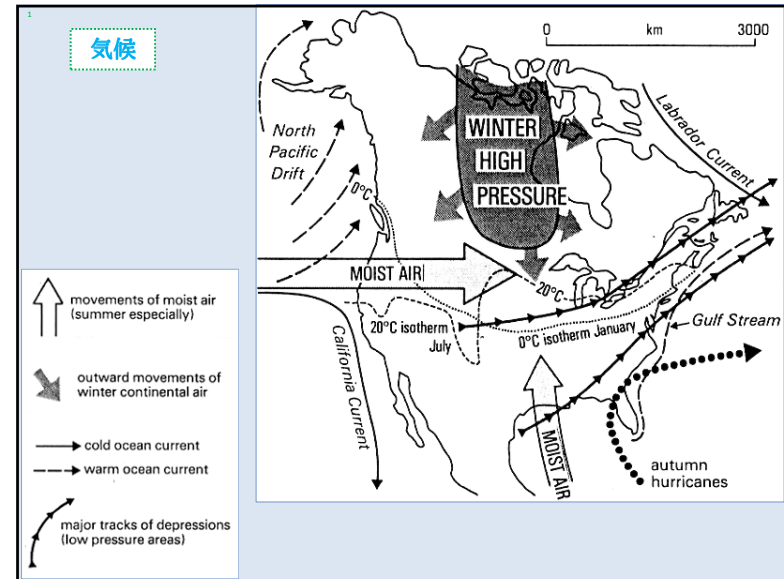 1
気候
0 km 3000
North
Pacific
Drift
0°C
WINTER
HIGH
PRESSURE
Labrador Current
MOIST AIR
20°C
20°C isotherm
July
0°C isotherm January
Gulf Stream
California Current
MOIST AIR
autumn
hurricanes
movements of moist air
(summer especially)
outward movements of
winter continental air
cold ocean current
warm ocean current
major tracks of depressions
(low pressure areas)